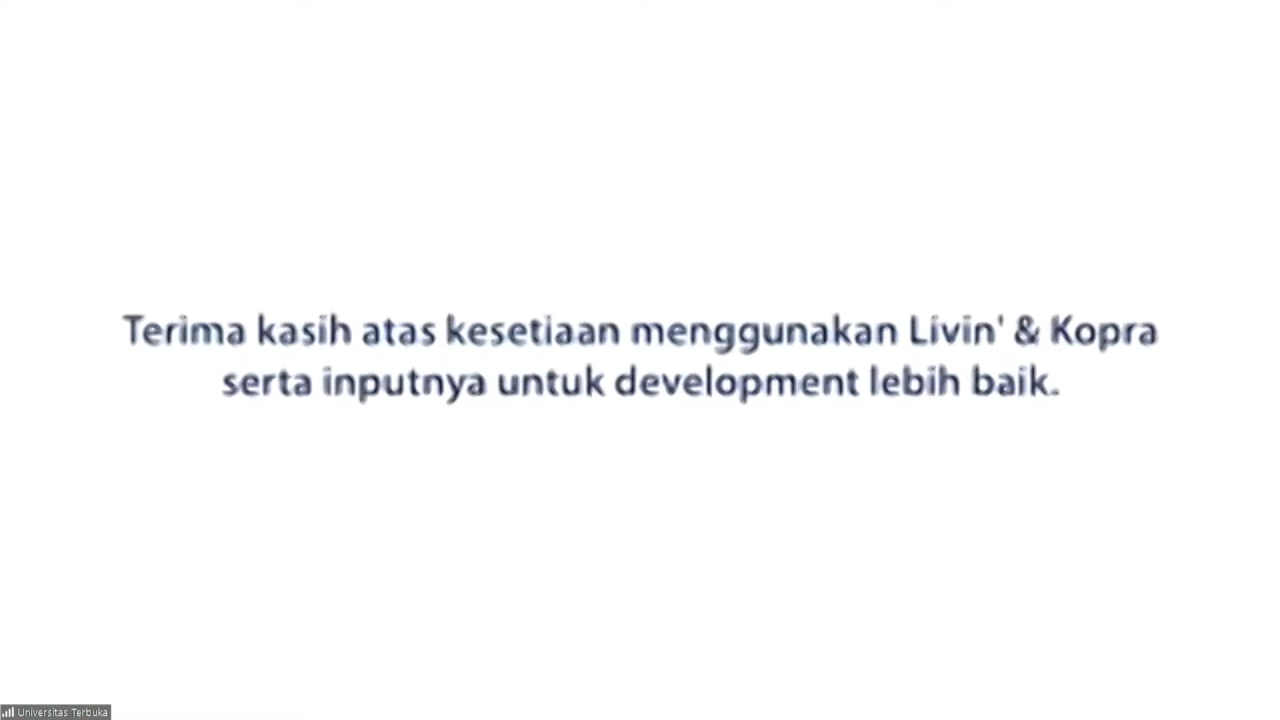 Terima kasih atas kesetiaan menggunakan Livin' & Kopra
serta inputnya untuk development lebih baik.
Universitas Terbuka